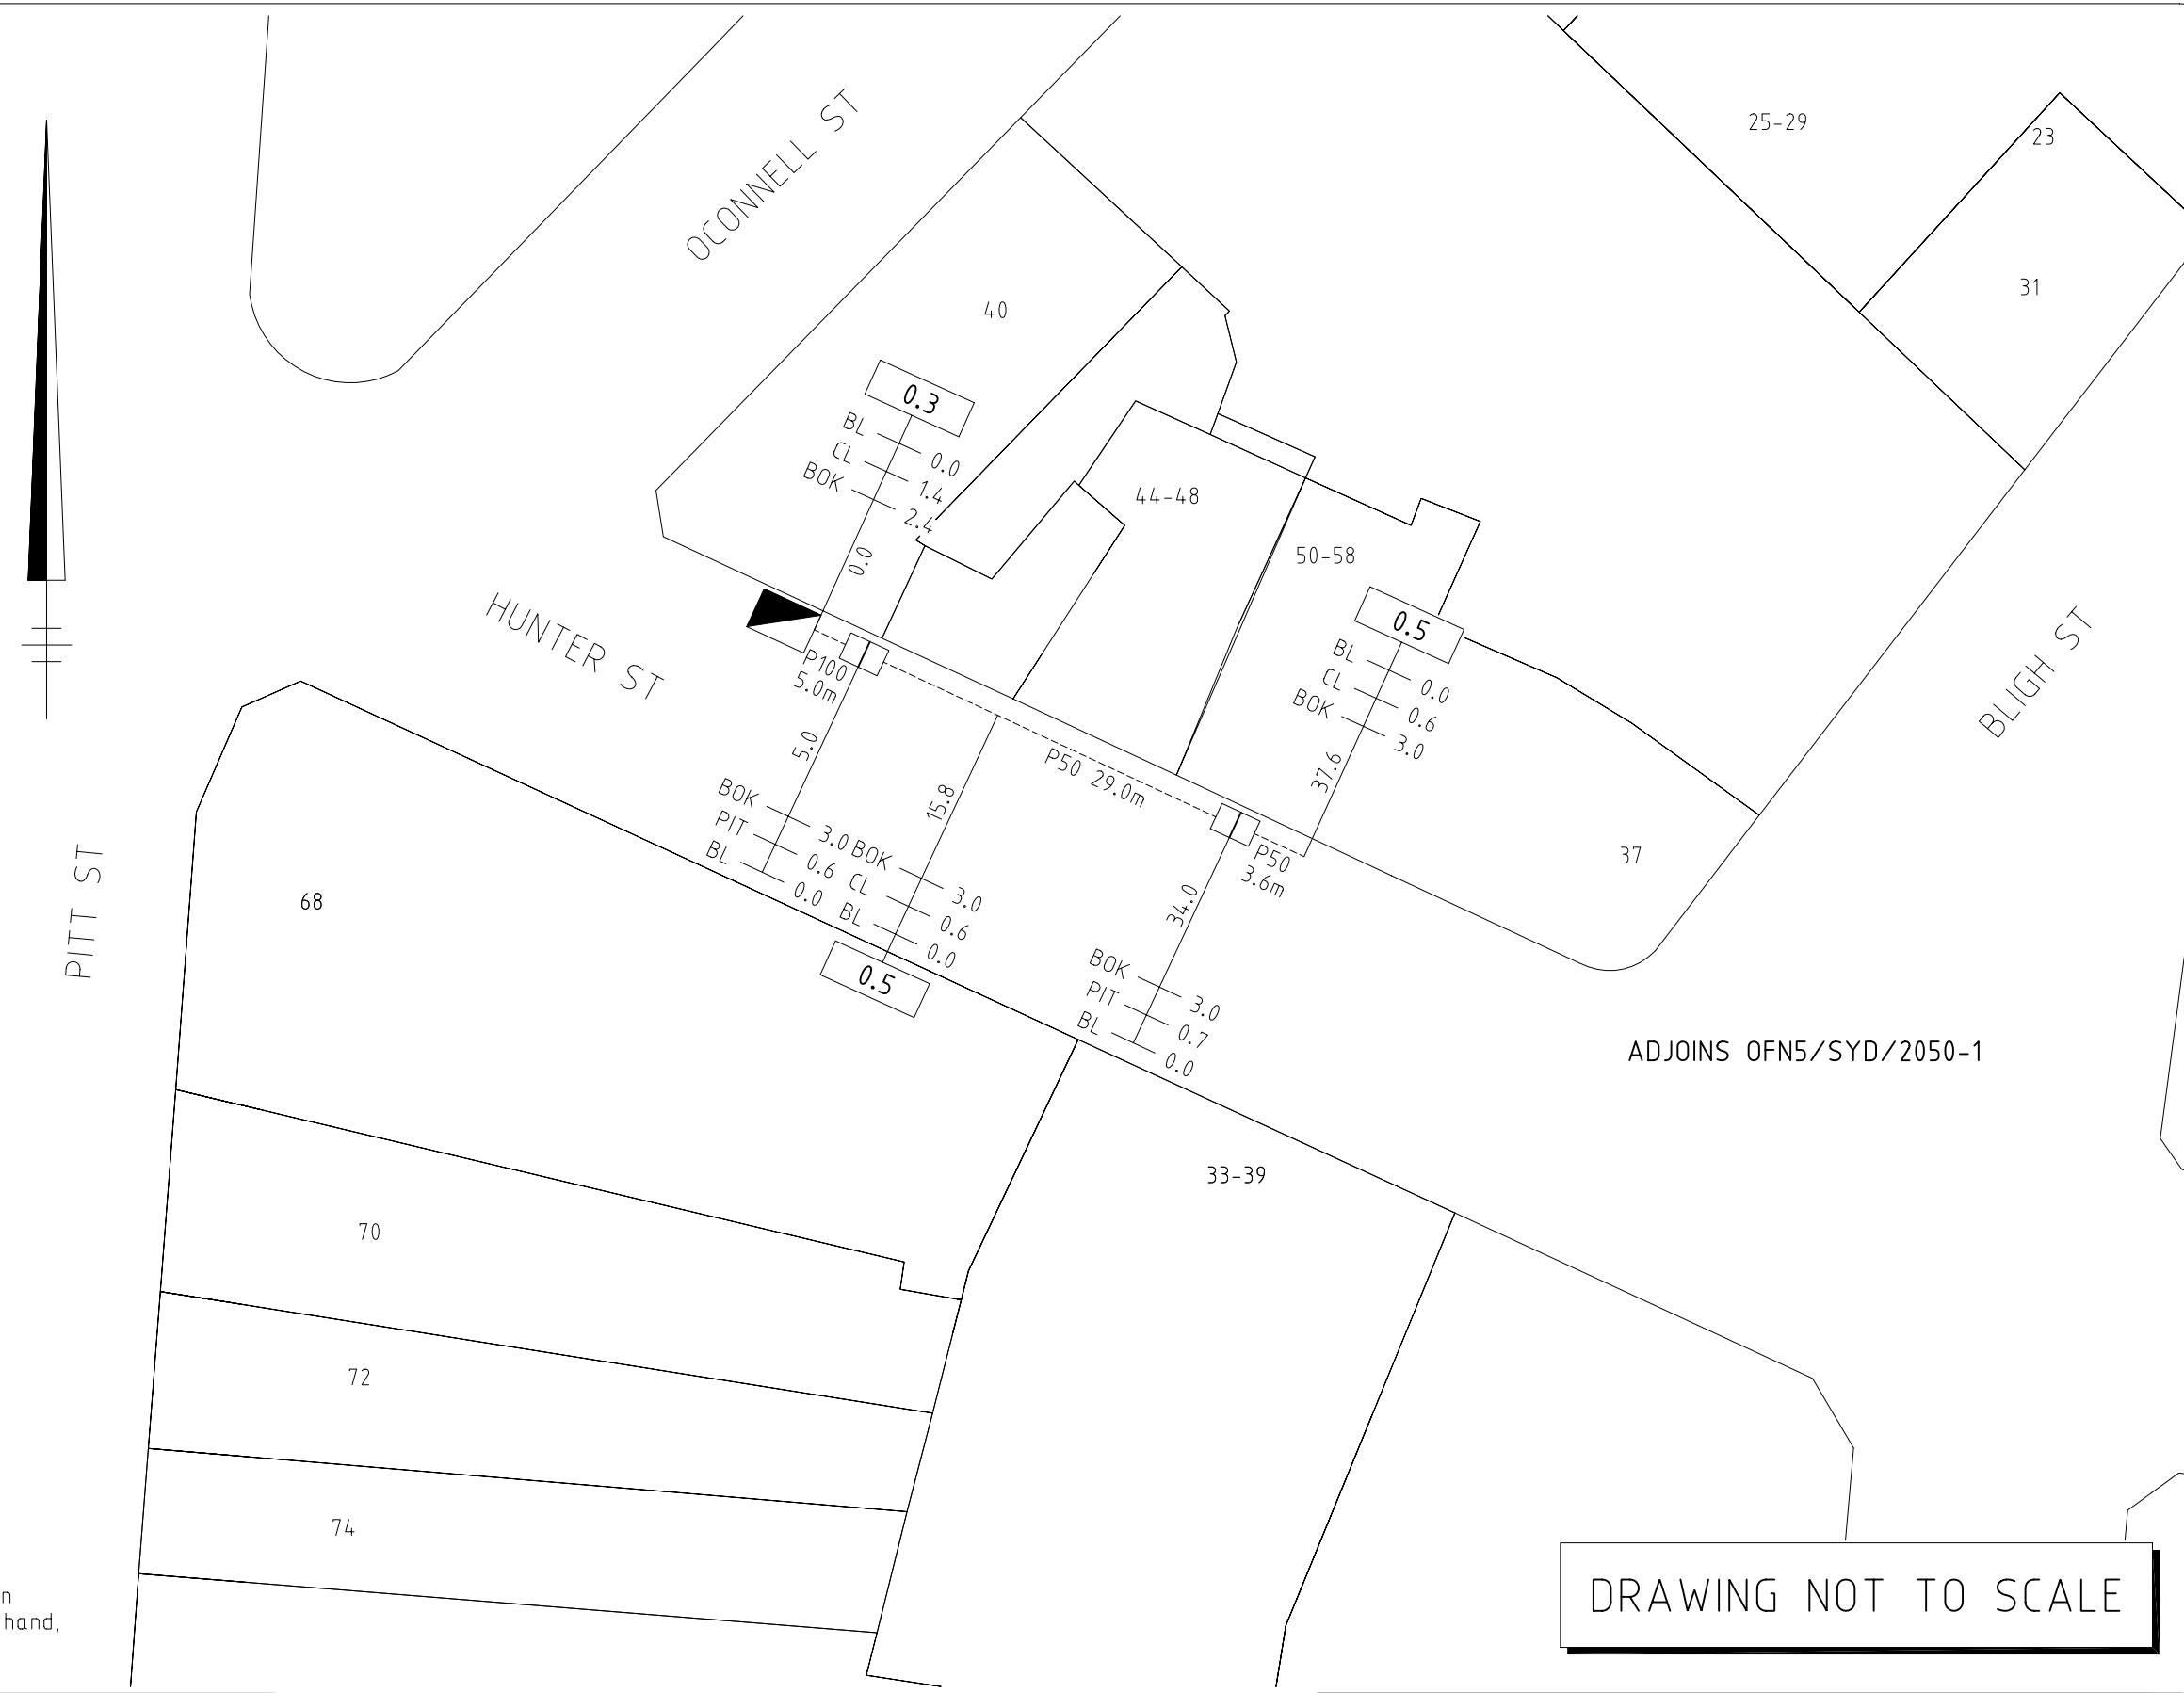 OCONNELL ST
25-29
23
31
40
0.3
BL 0.0
CL 1.4
BOK 2.4
0.0
44-48
50-58
0.5
BL 0.0
CL 0.6
BOK 3.0
37.6
HUNTER ST
P100
5.0m
BLIGH ST
5.0
15.8
P50 29.0m
BOK 3.0
PIT 0.6
BL 0.0
BOK 3.0
CL 0.6
BL 0.0
0.5
P50
3.6m
34.0
BOK 3.0
PIT 0.7
BL 0.0
37
PITT ST
68
ADJOINS OFN5/SYD/2050-1
33-39
70
72
74
n
hand,
DRAWING NOT TO SCALE